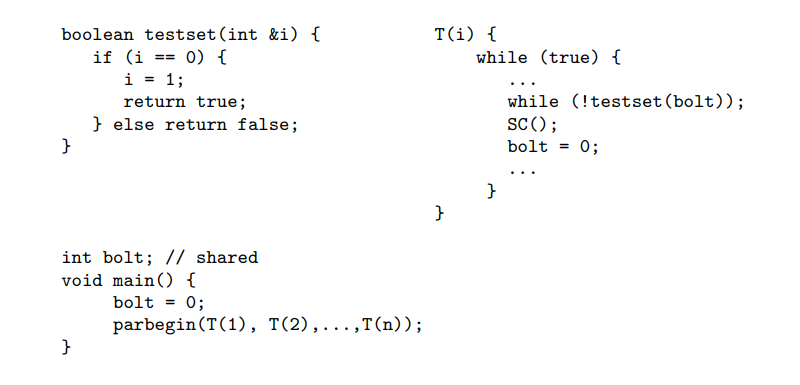 boolean testset(int &i) {
if (i == 0) {
i = 1;
return true;
} else return false;
}
T(i) {
while (true) {
...
while (!testset(bolt));
SC();
bolt = 0;
...
}
}
int bolt; // shared
void main() {
bolt = 0;
parbegin(T(1), T(2),...,T(n));
}